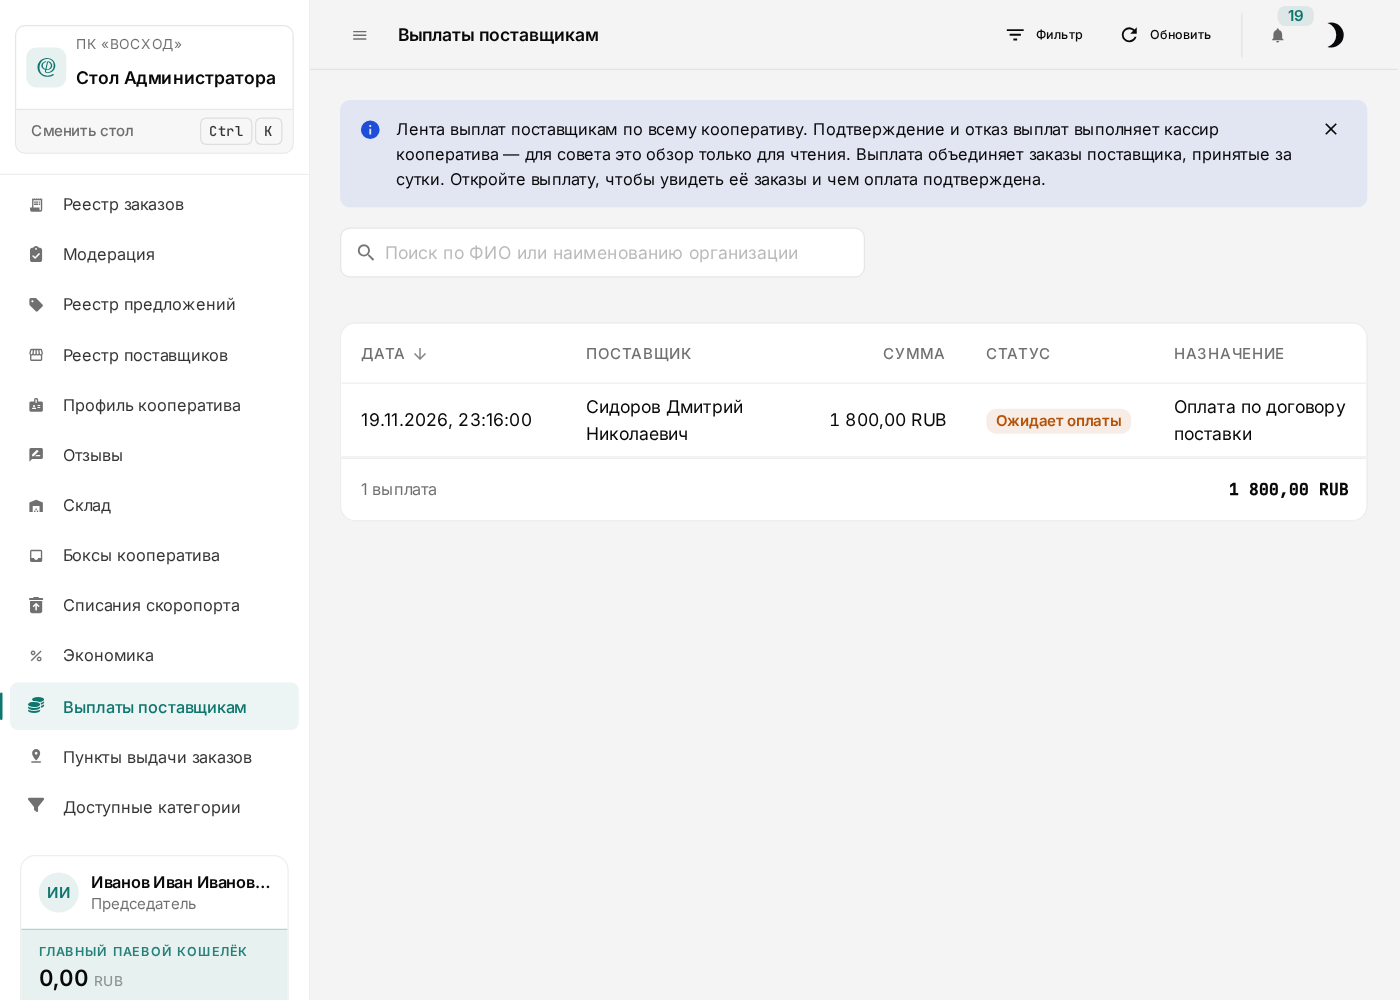 ПК «ВОСХОД»
Стол Администратора
Сменить стол
Ctrl K
Реестр заказов
Модерация
Реестр предложений
Реестр поставщиков
Профиль кооператива
Отзывы
Склад
Боксы кооператива
Списания скоропорта
Экономика
Выплаты поставщикам
Пункты выдачи заказов
Доступные категории
ИИ
Иванов Иван Иванов...
Председатель
ГЛАВНЫЙ ПАЕВОЙ КОШЕЛЁК
0,00 RUB
Выплаты поставщикам
Фильтр
Обновить
19
Лента выплат поставщикам по всему кооперативу. Подтверждение и отказ выплат выполняет кассир
кооператива — для совета это обзор только для чтения. Выплата объединяет заказы поставщика, принятые за
сутки. Откройте выплату, чтобы увидеть её заказы и чем оплата подтверждена.
Поиск по ФИО или наименованию организации
ДАТА ПОСТАВЩИК СУММА СТАТУС НАЗНАЧЕНИЕ
19.11.2026, 23:16:00
Сидоров Дмитрий
Николаевич
1 800,00 RUB
Ожидает оплаты
Оплата по договору
поставки
1 выплата
1 800,00 RUB